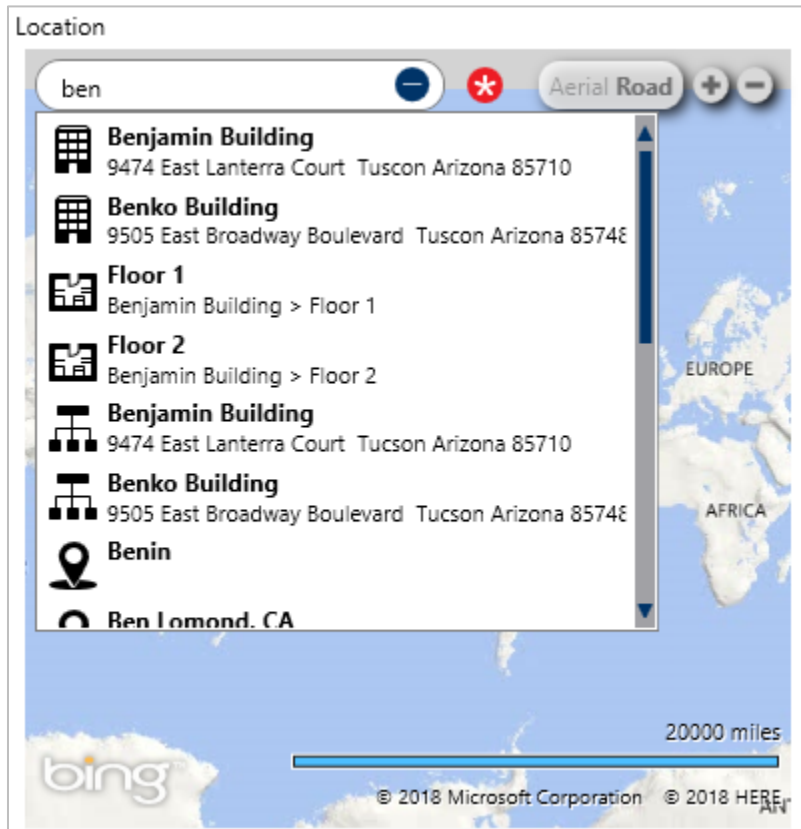 Location
ben
Aerial Road
Benjamin Building
9474 East Lanterra Court Tuscon Arizona 85710
Benko Building
9505 East Broadway Boulevard Tuscon Arizona 85748
Floor 1
Benjamin Building > Floor 1
Floor 2
Benjamin Building > Floor 2
EUROPE
Benjamin Building
9474 East Lanterra Court Tucson Arizona 85710
Benko Building
9505 East Broadway Boulevard Tucson Arizona 85748
AFRICA
Benin
Ben Lomond, CA
20000 miles
bing
© 2018 Microsoft Corporation © 2018 HERE
ANT